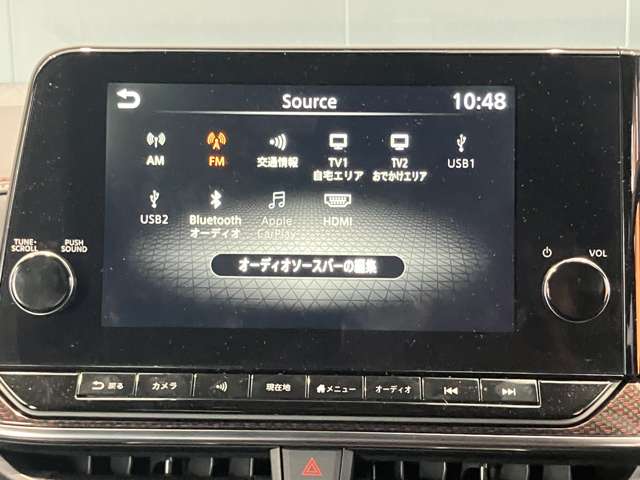 Source
10:48
AM
FM
交通情報
TV1
自宅エリア
TV2
おでかけエリア
USB1
USB2
Bluetooth
オーディオ
Apple
CarPlay
HDMI
オーディオソースバーの編集
TUNE・
SCROLL
PUSH
SOUND
VOL
戻る
カメラ
現在地
メニュー
オーディオ